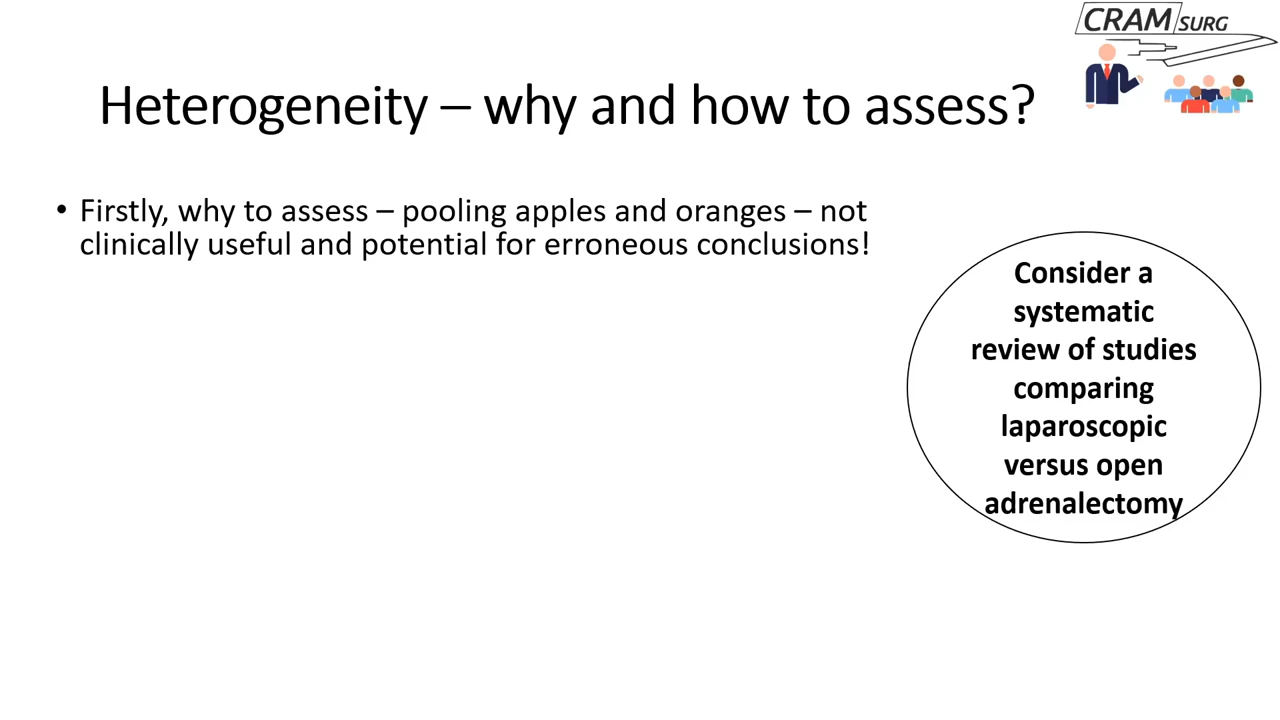 CRAM SURG
Heterogeneity – why and how to assess?
• Firstly, why to assess – pooling apples and oranges – not
clinically useful and potential for erroneous conclusions!
Consider a
systematic
review of studies
comparing
laparoscopic
versus open
adrenalectomy